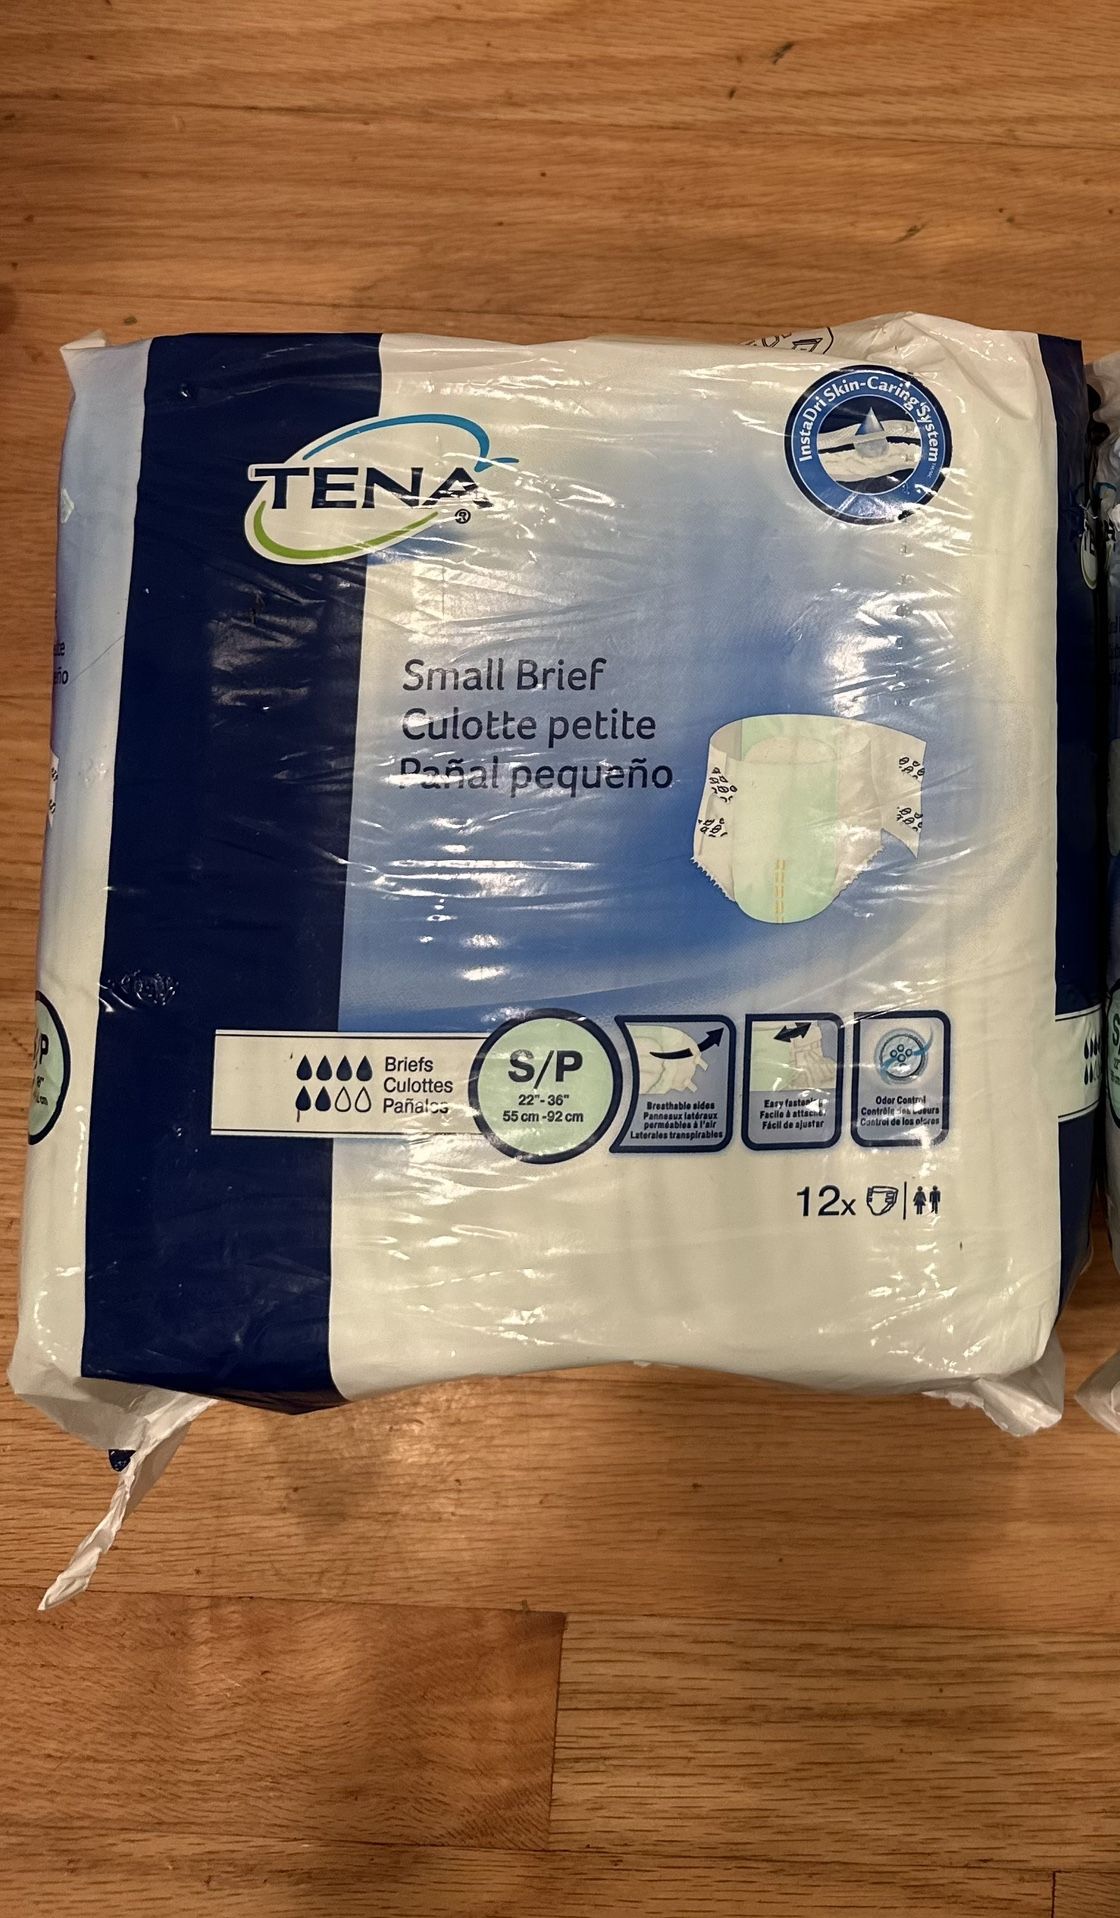 InstaDri Skin-Caring System
TENA®
Small Brief
Culotte petite
Pañal pequeño
Briefs
Culottes
Pañales
S/P
22"- 36"
55 cm -92 cm
Breathable sides
Panneaux latéraux
perméables à l'air
Laterales transpirables
Easy fastening
Facile à attacher
Fácil de ajustar
Odor Control
Contrôle des odeurs
Control de los olores
12x